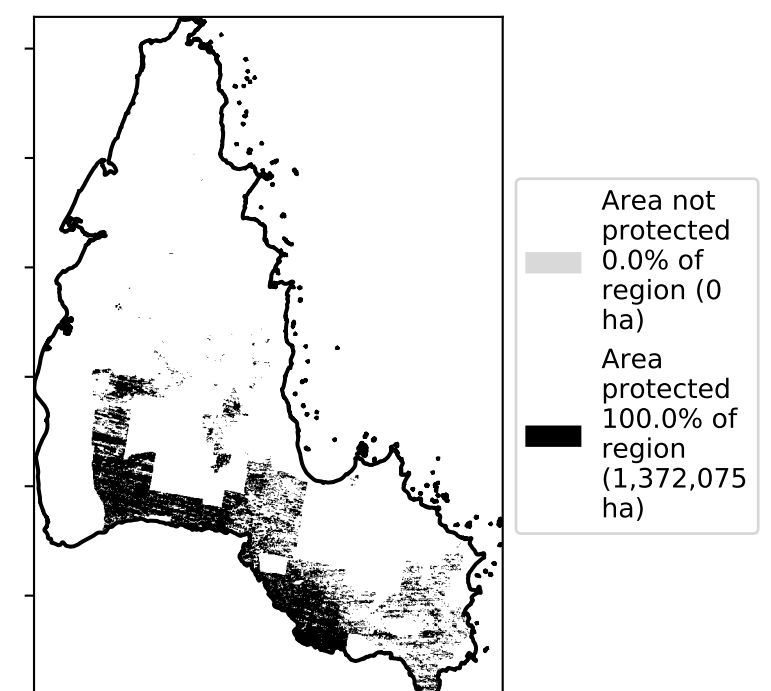 Area not
protected
0.0% of
region (0
ha)
Area
protected
100.0% of
region
(1,372,075
ha)